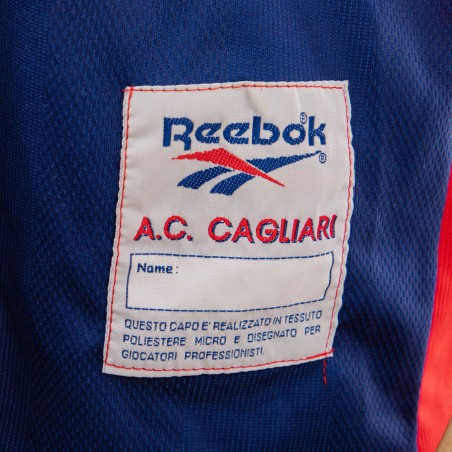 Reebok®
®
A.C. CAGLIARI
Name:
QUESTO CAPO E' REALIZZATO IN TESSUTO
POLIESTERE MICRO E DISEGNATO PER
GIOCATORI PROFESSIONISTI.